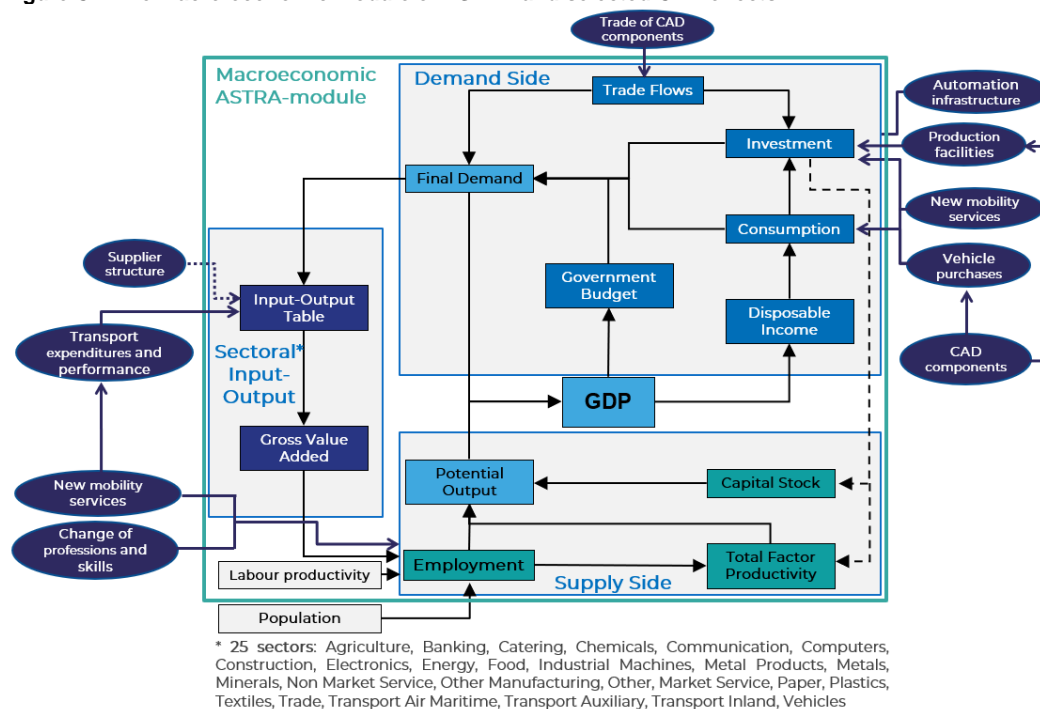 Trade of CAD
components
Macroeconomic
ASTRA-module
Demand Side
Trade Flows
Automation
infrastructure
Investment
Production
facilities
Final Demand
New mobility
services
Consumption
Supplier
structure
Government
Budget
Vehicle
purchases
Input-Output
Table
Disposable
Income
Transport
expenditures and
performance
Sectoral*
Input-
Output
CAD
components
GDP
Gross Value
Added
Potential
Output
Capital Stock
New mobility
services
Change of
professions and
skills
Employment
Total Factor
Productivity
Labour productivity
Supply Side
Population
* 25 sectors: Agriculture, Banking, Catering, Chemicals, Communication, Computers,
Construction, Electronics, Energy, Food, Industrial Machines, Metal Products, Metals,
Minerals, Non Market Service, Other Manufacturing, Other, Market Service, Paper, Plastics,
Textiles, Trade, Transport Air Maritime, Transport Auxiliary, Transport Inland, Vehicles